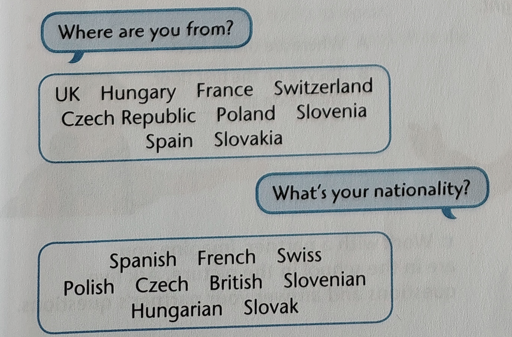 Where are you from?
UK Hungary France Switzerland
Czech Republic Poland Slovenia
Spain Slovakia
What's your nationality?
Spanish French Swiss
Polish Czech British Slovenian
Hungarian Slovak